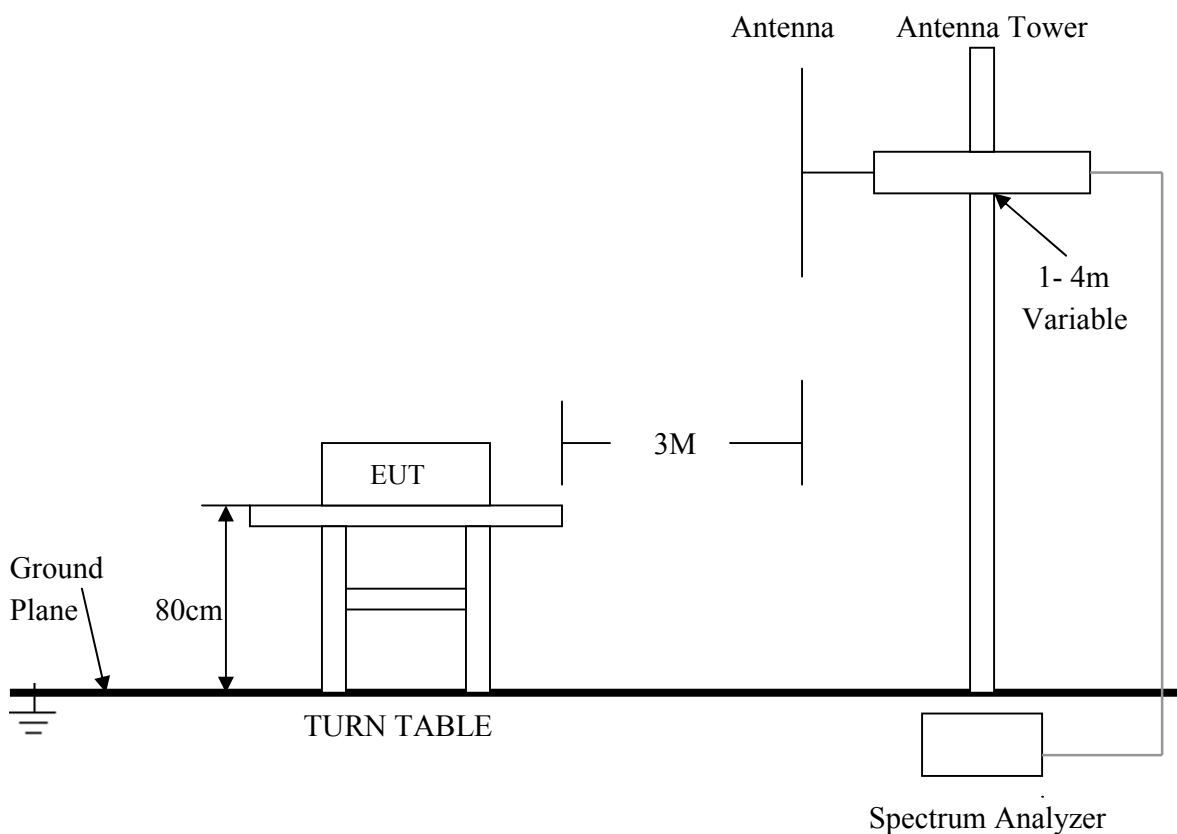 Antenna
Antenna Tower
1- 4m
Variable
3M
EUT
Ground
Plane
80cm
TURN TABLE
Spectrum Analyzer